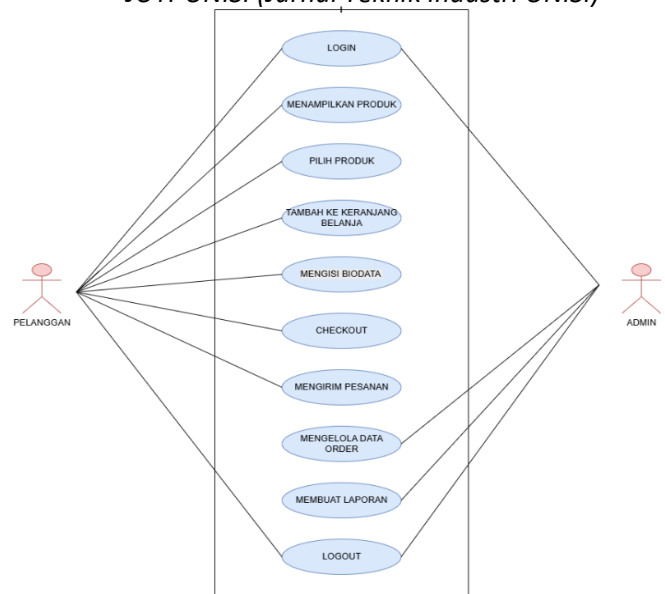 JUTI UNISI (Jurnal Teknik Industri UNISI)
LOGIN
MENAMPILKAN PRODUK
PILIH PRODUK
TAMBAH KE KERANJANG
BELANJA
MENGISI BIODATA
PELANGGAN
ADMIN
CHECKOUT
MENGIRIM PESANAN
MENGELOLA DATA
ORDER
MEMBUAT LAPORAN
LOGOUT